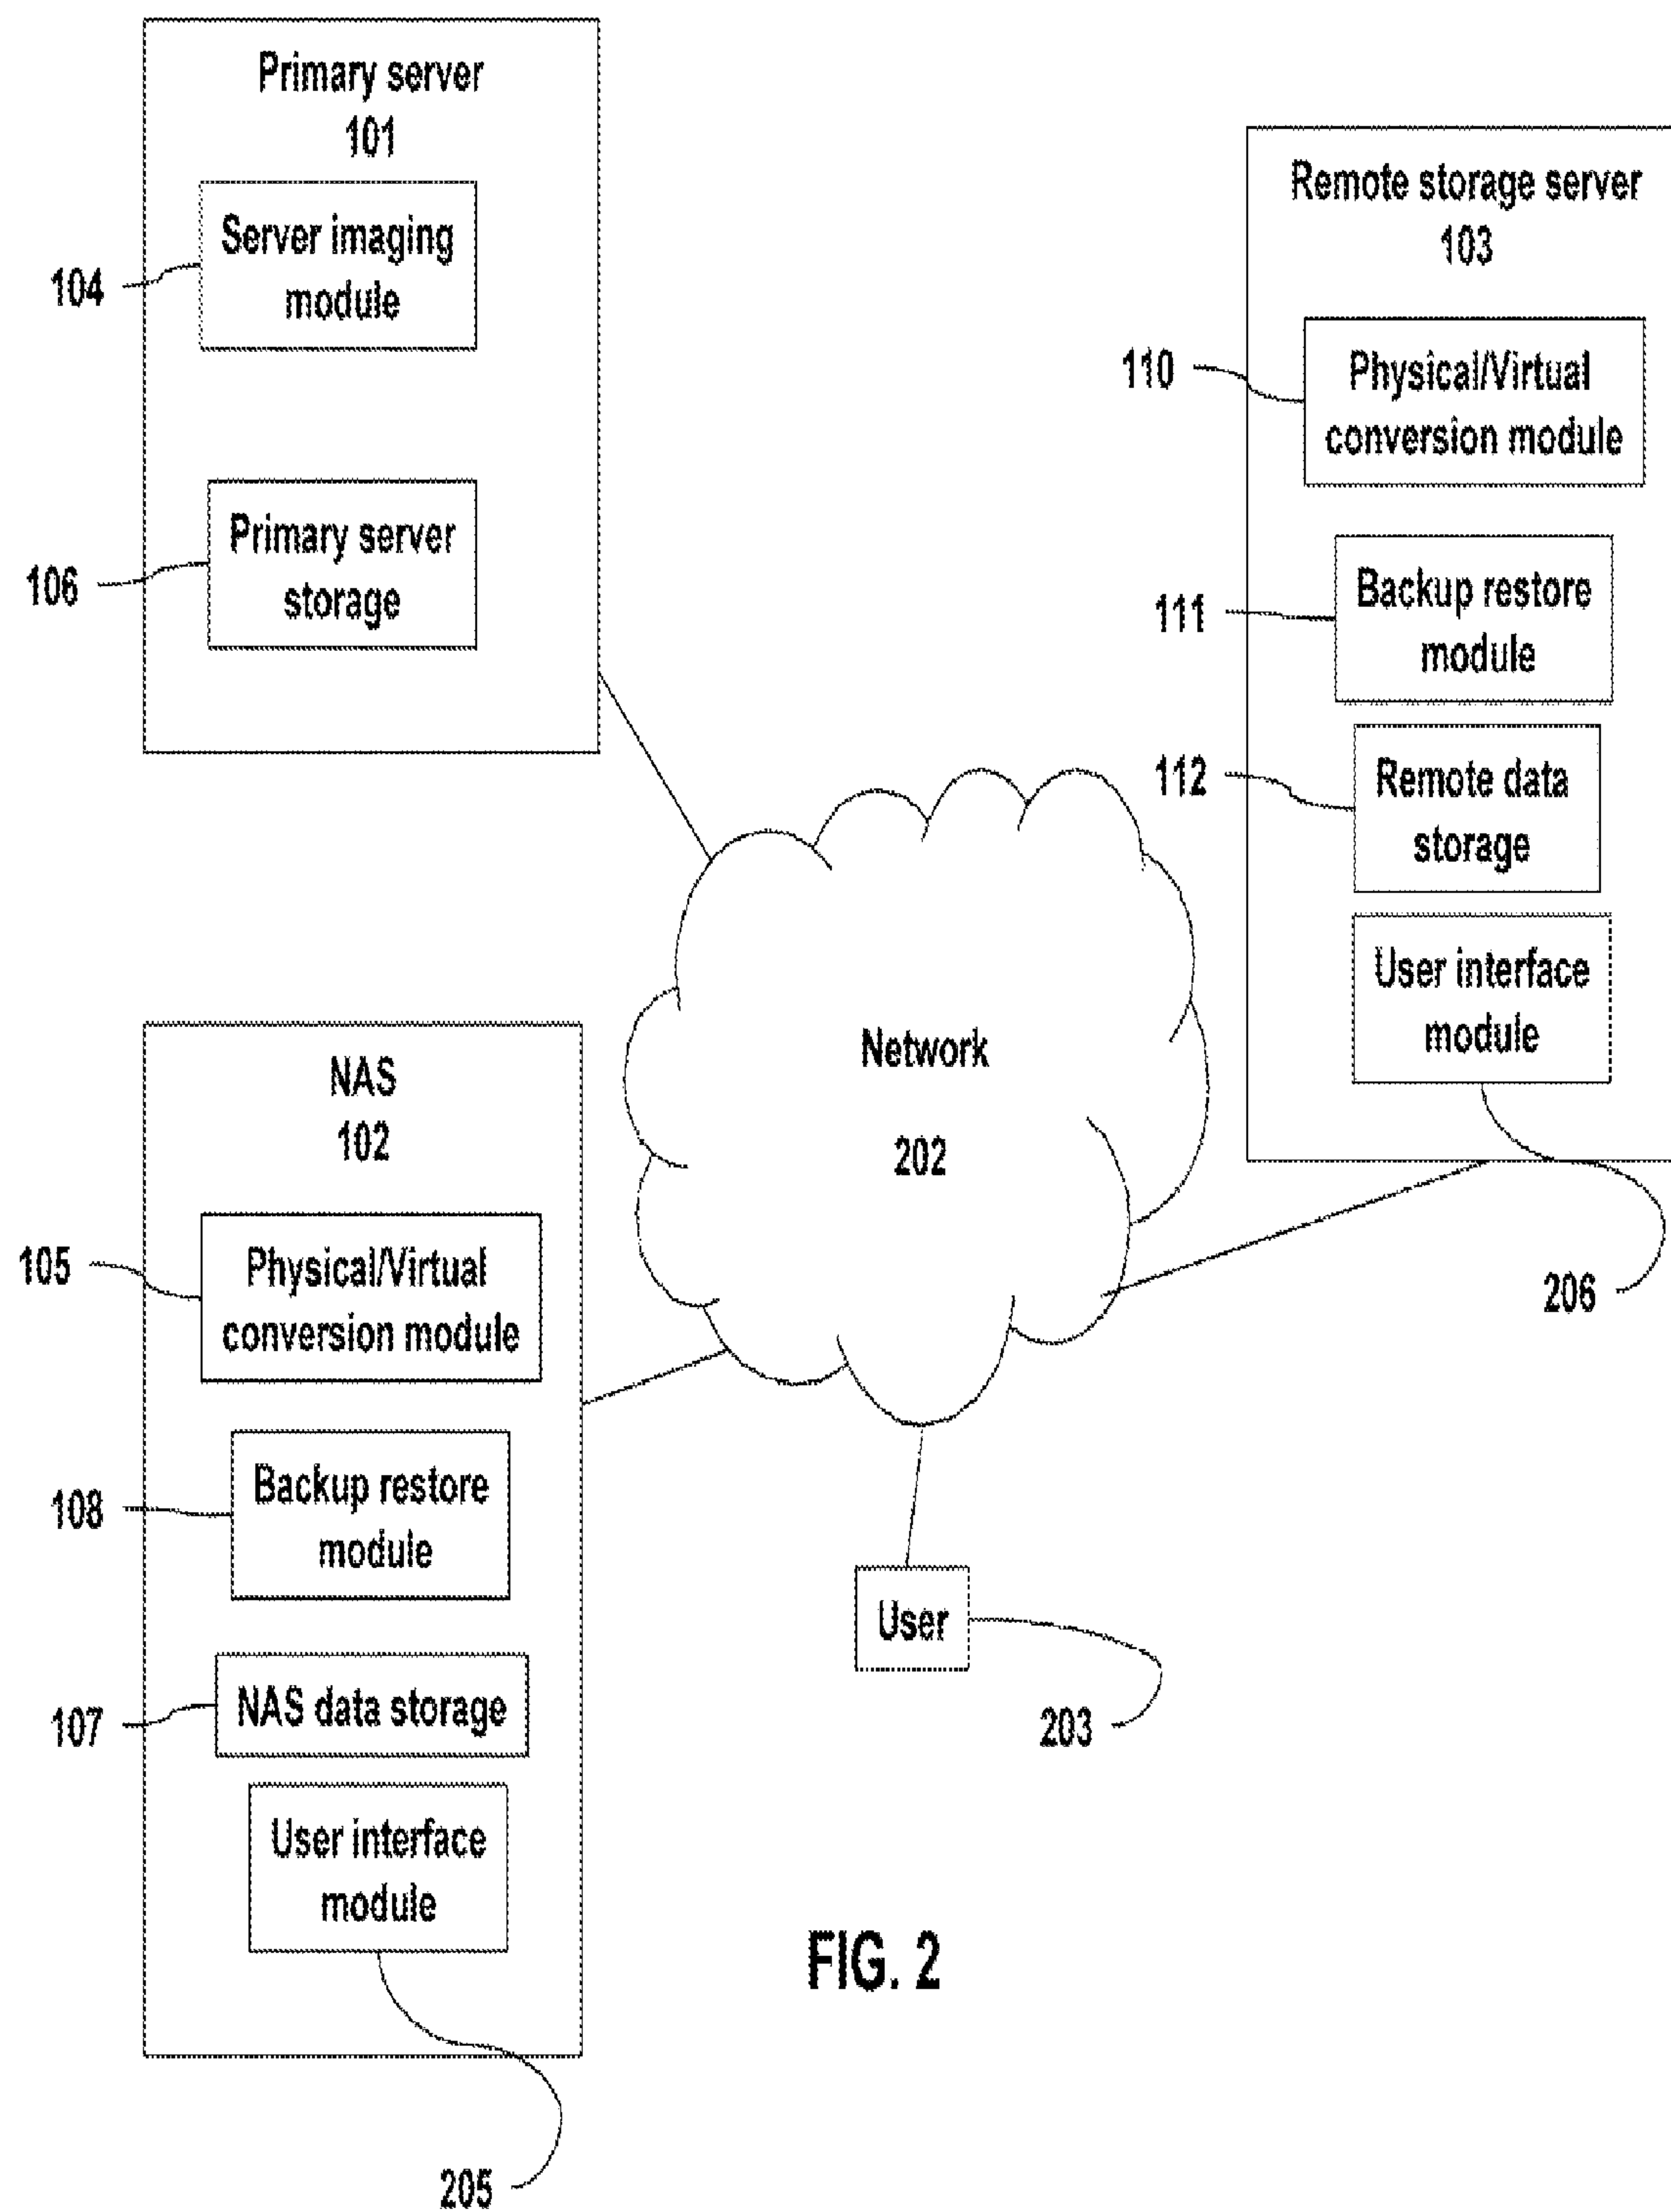 Primary server
101
Server imaging
module
104
Primary server
storage
106
Remote storage server
103
Physical/Virtual
conversion module
110
Backup restore
module
111
Remote data
storage
112
User interface
module
206
Network
202
NAS
102
Physical/Virtual
conversion module
105
Backup restore
module
108
NAS data storage
107
User interface
module
205
User
203
FIG. 2